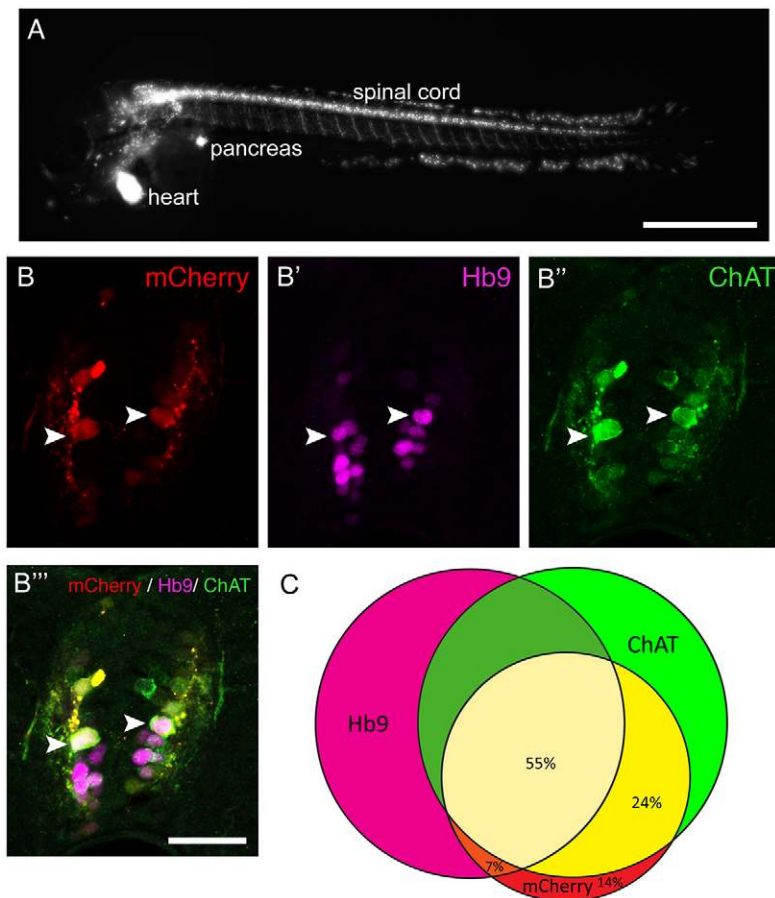 A
spinal cord
pancreas
heart
B mCherry
B' Hb9
B'' ChAT
B''' mCherry / Hb9/ ChAT
C
ChAT
Hb9
55%
24%
7%
mCherry 14%